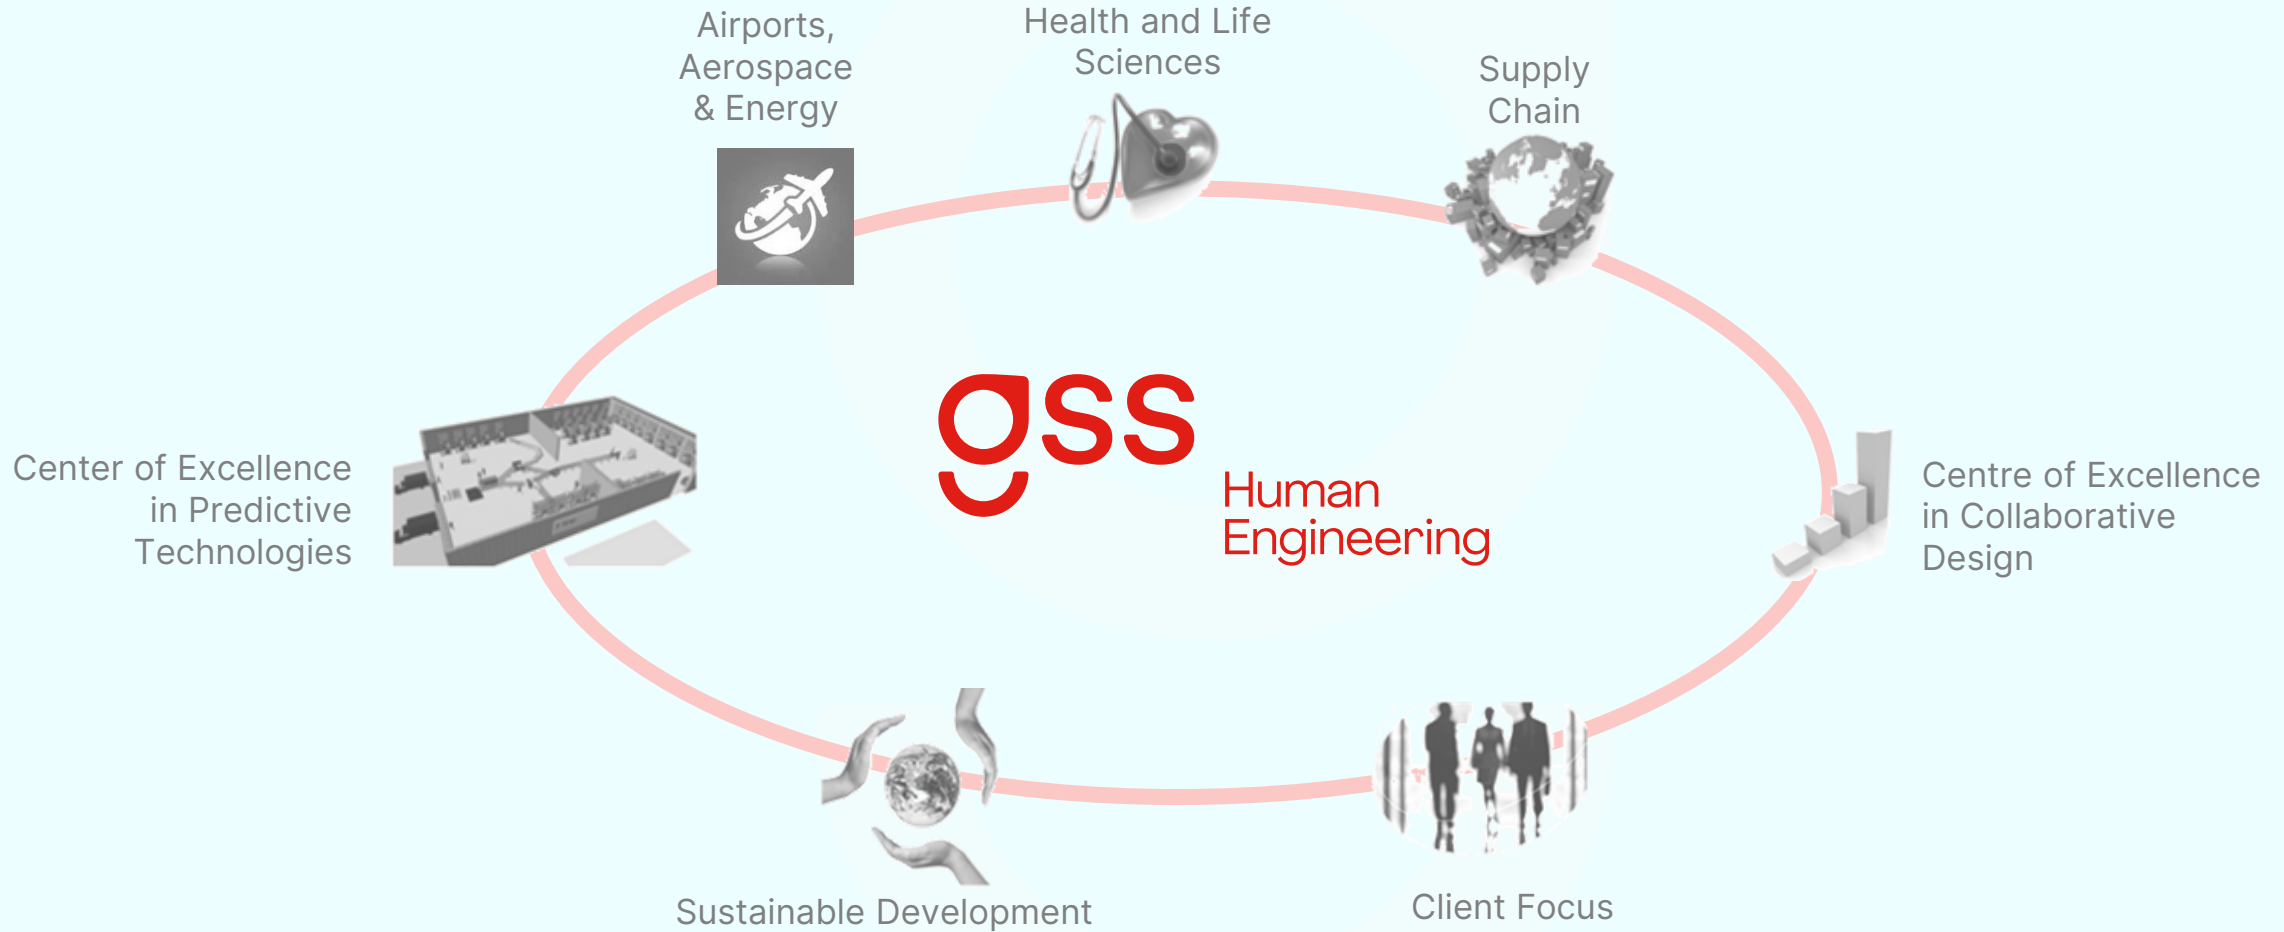 Airports,
Aerospace
& Energy
Health and Life
Sciences
Supply
Chain
gss
Human
Engineering
Center of Excellence
in Predictive
Technologies
Centre of Excellence
in Collaborative
Design
Sustainable Development
Client Focus